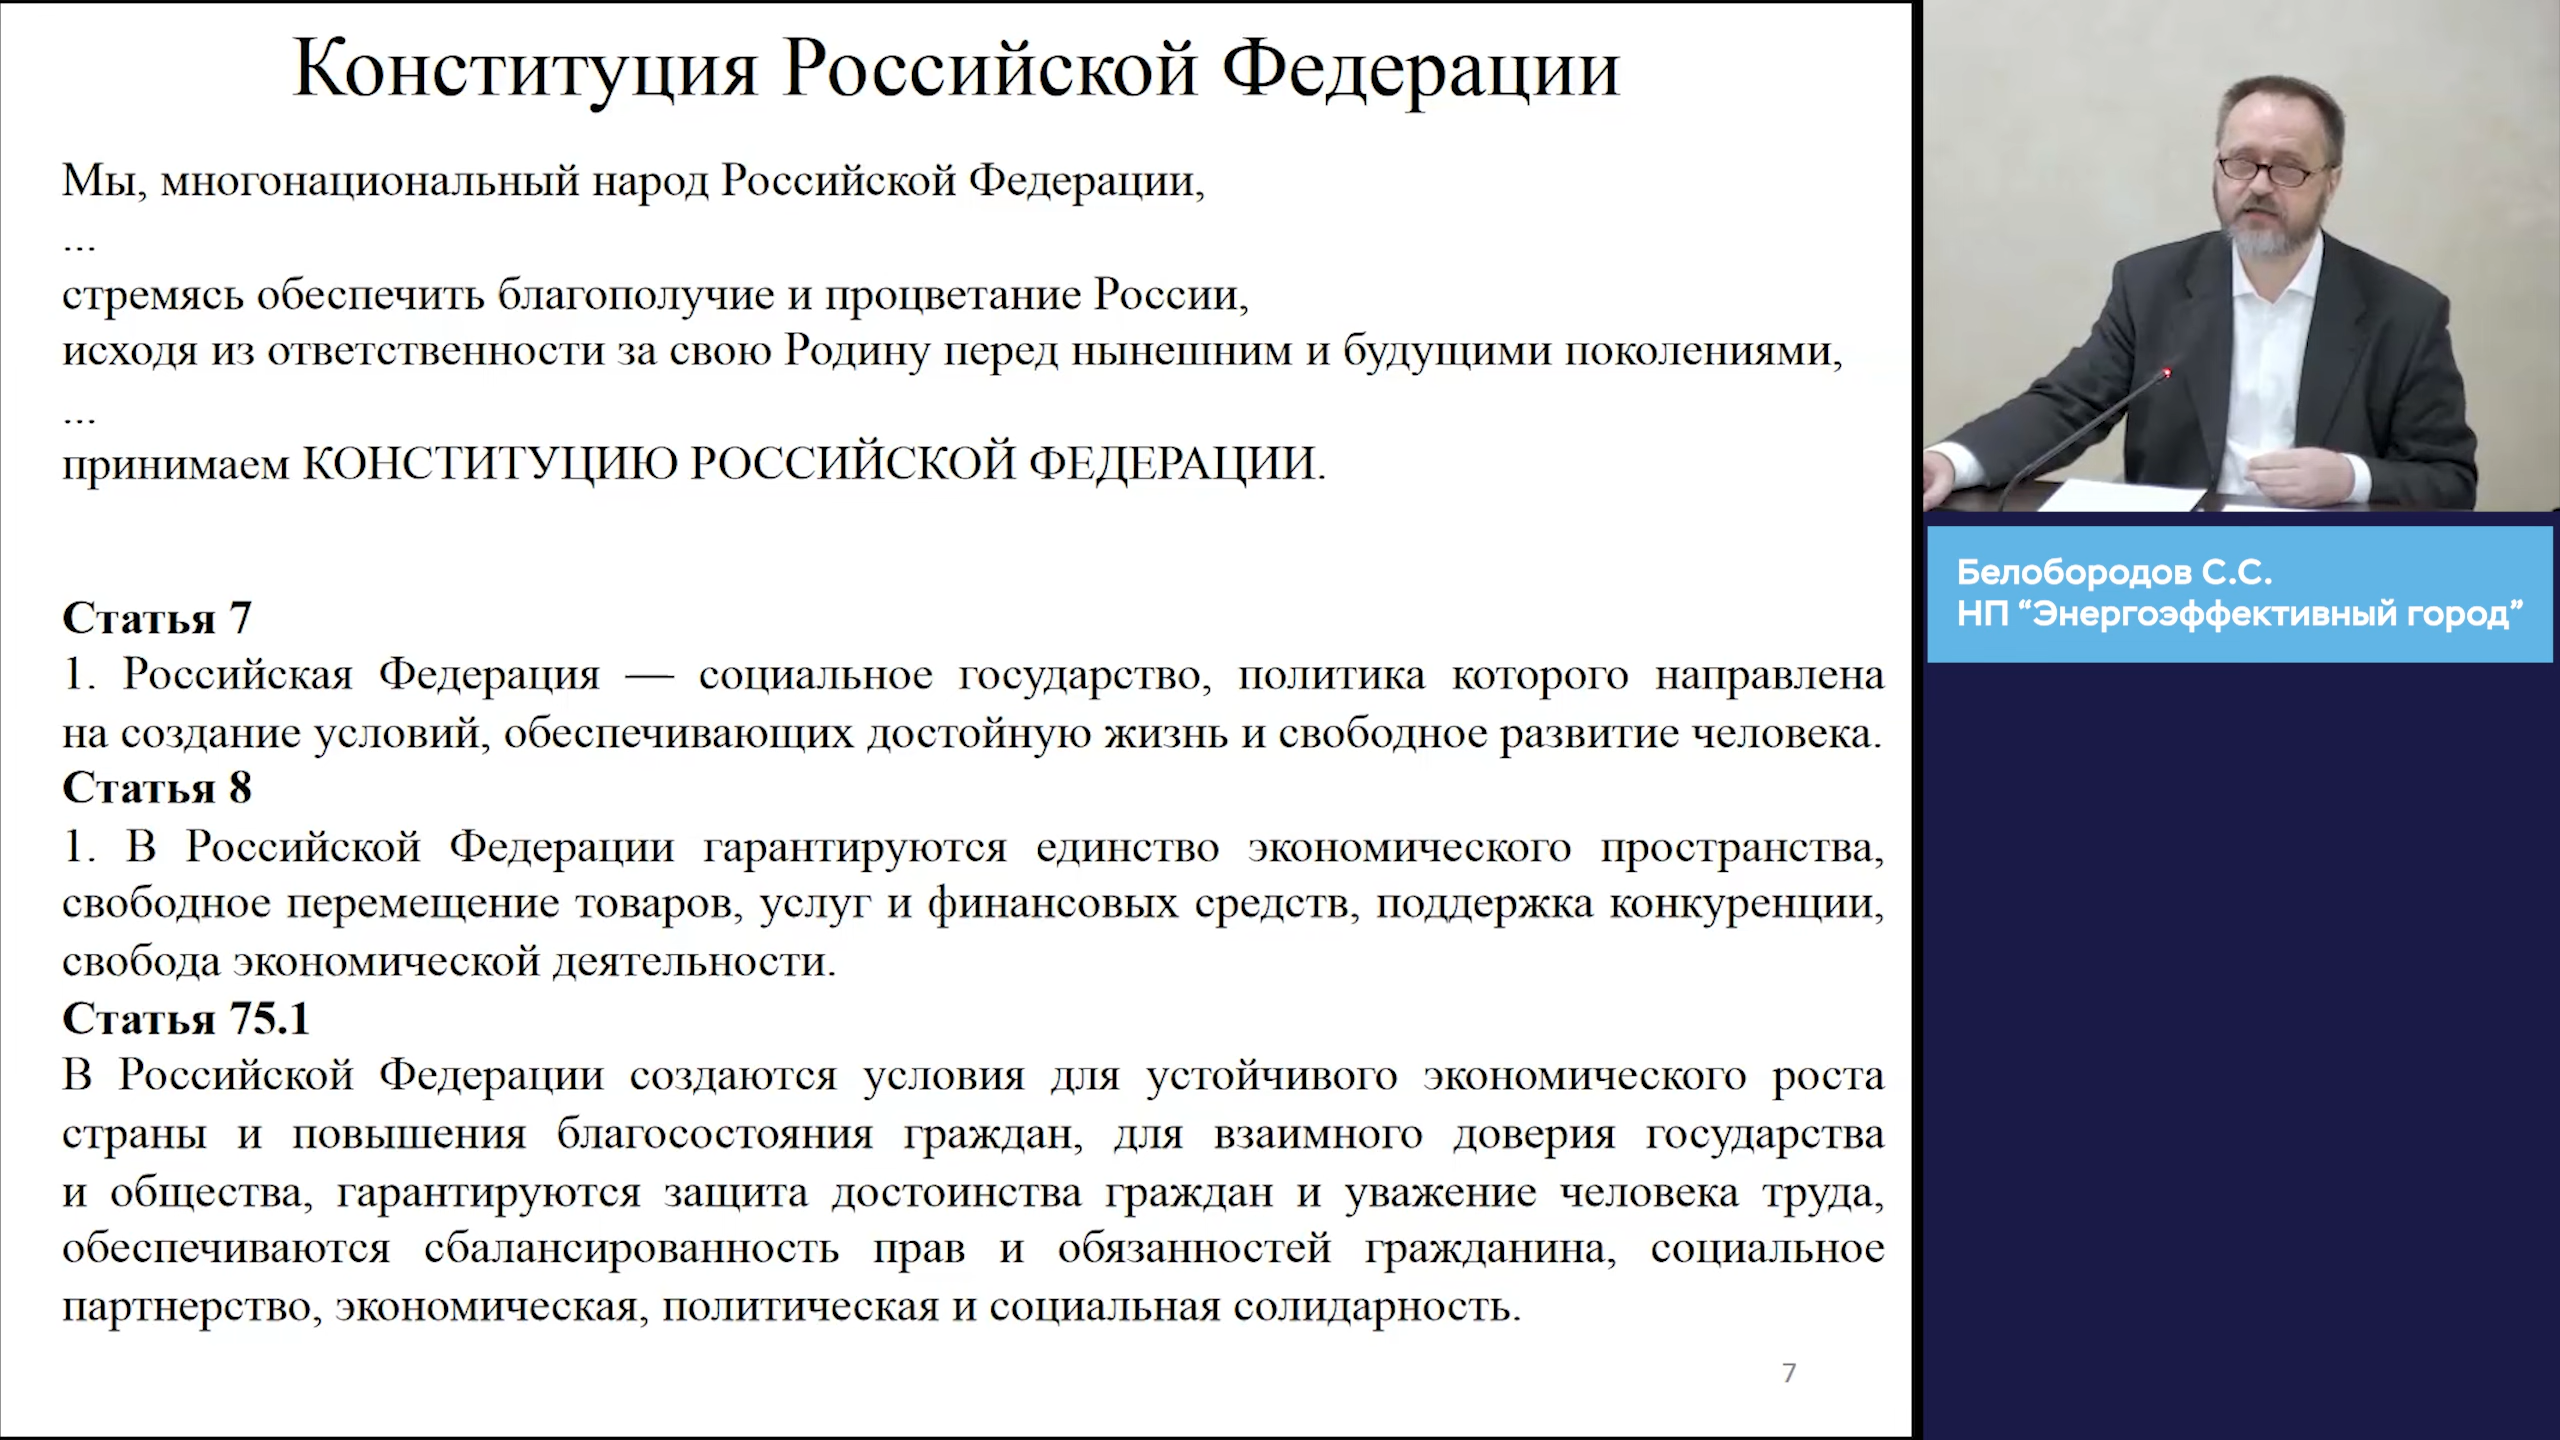 Конституция Российской Федерации
Мы, многонациональный народ Российской Федерации,
...
стремясь обеспечить благополучие и процветание России,
исходя из ответственности за свою Родину перед нынешним и будущими поколениями,
...
принимаем КОНСТИТУЦИЮ РОССИЙСКОЙ ФЕДЕРАЦИИ.
Статья 7
1. Российская Федерация — социальное государство, политика которого направлена
на создание условий, обеспечивающих достойную жизнь и свободное развитие человека.
Статья 8
1. В Российской Федерации гарантируются единство экономического пространства,
свободное перемещение товаров, услуг и финансовых средств, поддержка конкуренции,
свобода экономической деятельности.
Статья 75.1
В Российской Федерации создаются условия для устойчивого экономического роста
страны и повышения благосостояния граждан, для взаимного доверия государства
и общества, гарантируются защита достоинства граждан и уважение человека труда,
обеспечиваются сбалансированность прав и обязанностей гражданина, социальное
партнерство, экономическая, политическая и социальная солидарность.
7
Белобородов С.С.
НП “Энергоэффективный город”